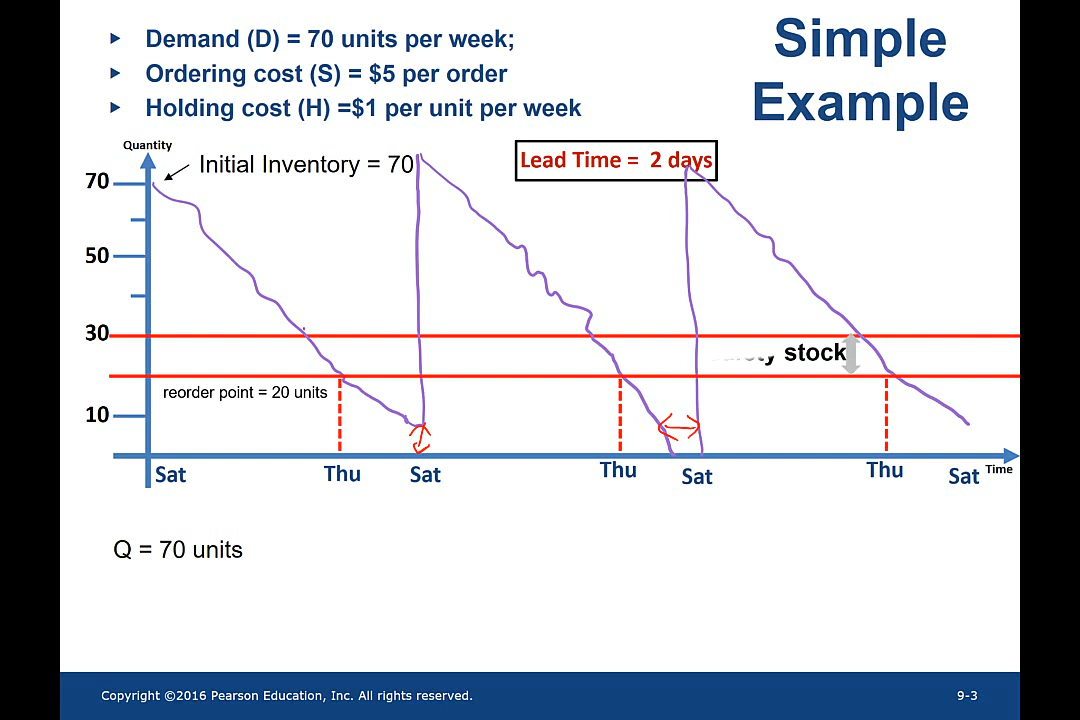 Simple
Example
Demand (D) = 70 units per week;
Ordering cost (S) = $5 per order
Holding cost (H) =$1 per unit per week
Quantity
Initial Inventory = 70
Lead Time = 2 days
70
50
30
stock
reorder point = 20 units
10
Sat Thu Sat Thu Sat Thu Sat Time
Q = 70 units
Copyright ©2016 Pearson Education, Inc. All rights reserved. 9-3